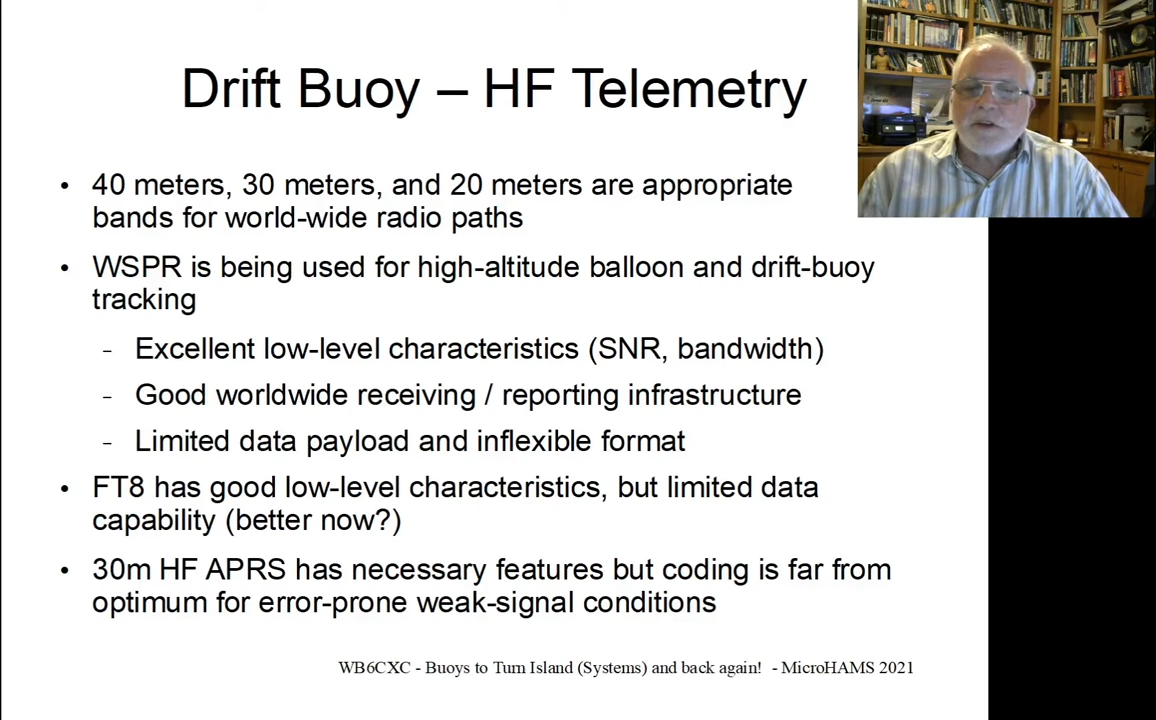 Drift Buoy – HF Telemetry
• 40 meters, 30 meters, and 20 meters are appropriate
bands for world-wide radio paths
• WSPR is being used for high-altitude balloon and drift-buoy
tracking
– Excellent low-level characteristics (SNR, bandwidth)
– Good worldwide receiving / reporting infrastructure
– Limited data payload and inflexible format
• FT8 has good low-level characteristics, but limited data
capability (better now?)
• 30m HF APRS has necessary features but coding is far from
optimum for error-prone weak-signal conditions
WB6CXC - Buoys to Turn Island (Systems) and back again! - MicroHAMS 2021